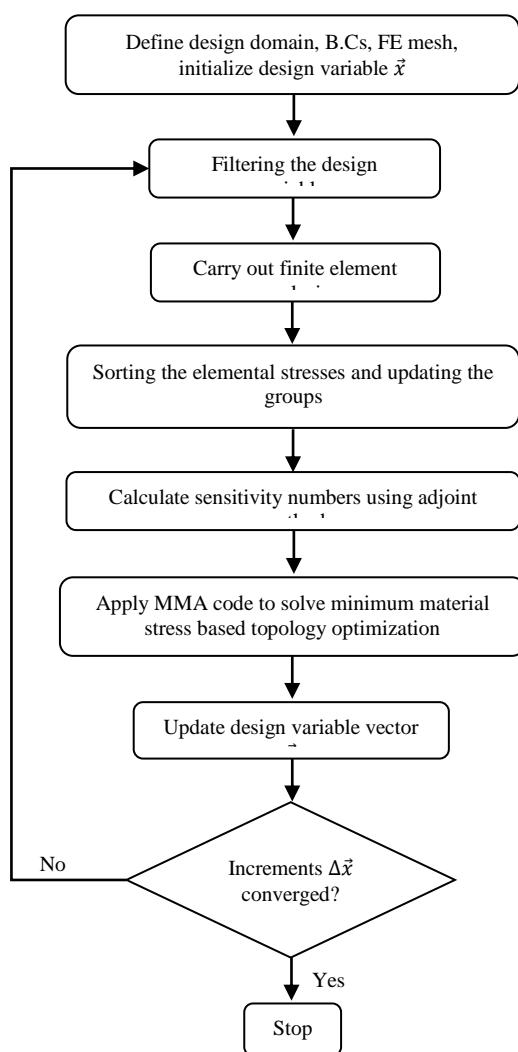 Define design domain, B.Cs, FE mesh,
initialize design variable x⃗
Filtering the design
Carry out finite element
Sorting the elemental stresses and updating the
groups
Calculate sensitivity numbers using adjoint
Apply MMA code to solve minimum material
stress based topology optimization
Update design variable vector
Increments Δx⃗
converged?
No
Yes
Stop